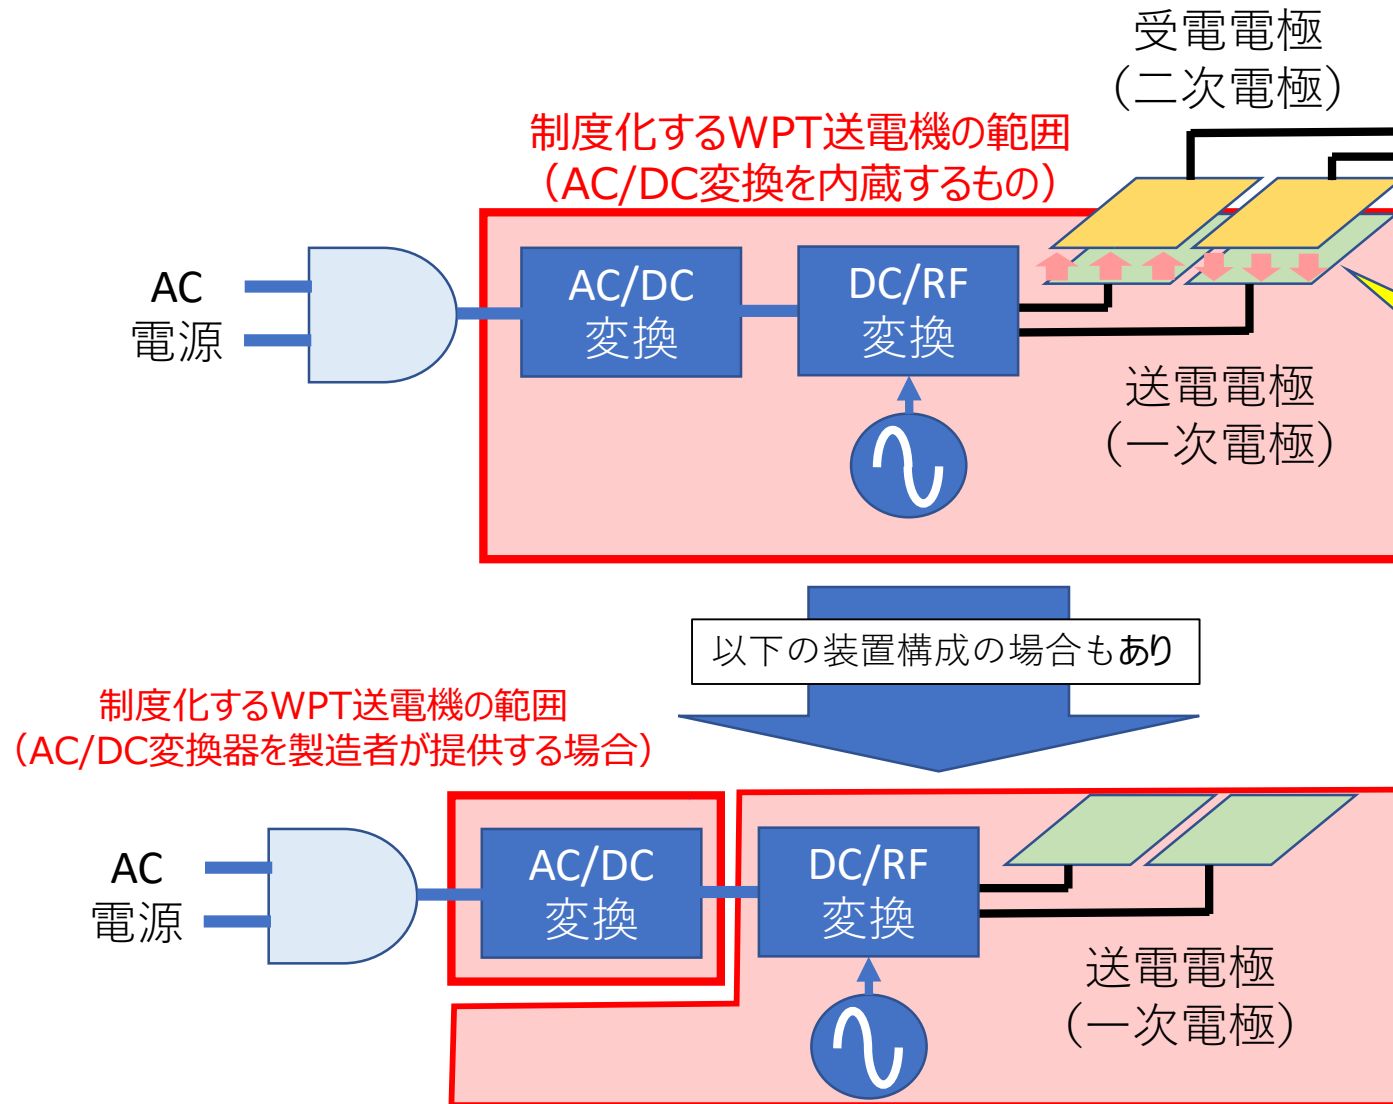 受電電極
（二次電極）
制度化するWPT送電機の範囲
（AC/DC変換を内蔵するもの）
AC
電源
AC/DC
変換
DC/RF
変換
送電電極
（一次電極）
以下の装置構成の場合もあり
制度化するWPT送電機の範囲
（AC/DC変換器を製造者が提供する場合）
AC
電源
AC/DC
変換
DC/RF
変換
送電電極
（一次電極）